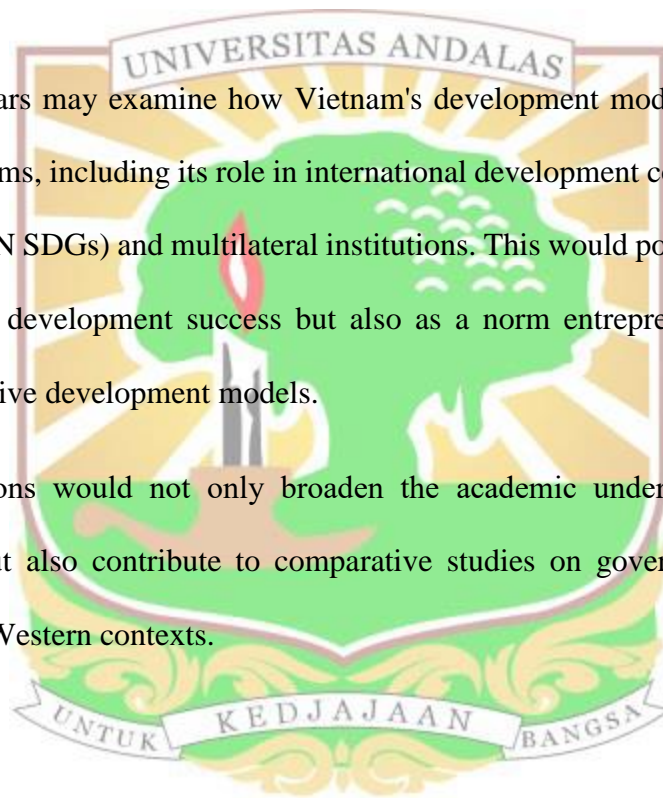 UNIVERSITAS ANDALAS
ars may examine how Vietnam's development mod
ms, including its role in international development co
N SDGs) and multilateral institutions. This would po
development success but also as a norm entrepre
ive development models.
ons would not only broaden the academic under
ut also contribute to comparative studies on gover
Western contexts.
UNTUK KEDJAJAAN BANGSA